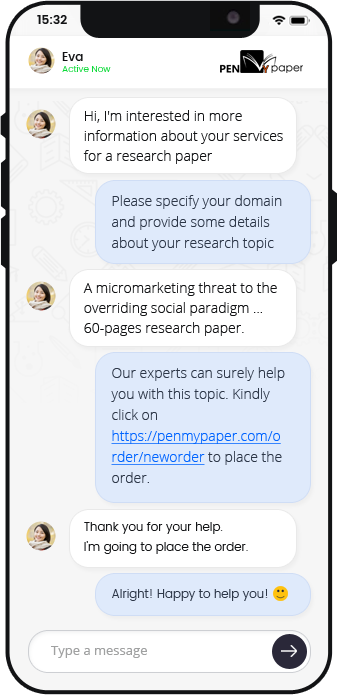 15:32
Eva
Active Now
PENMYpaper
Hi, I'm interested in more
information about your services
for a research paper
Please specify your domain
and provide some details
about your research topic
A micromarketing threat to the
overriding social paradigm ...
60-pages research paper.
Our experts can surely help
you with this topic. Kindly
click on
https://penmypaper.com/o
rder/neworder to place the
order.
Thank you for your help.
I'm going to place the order.
Alright! Happy to help you! 🙂
Type a message